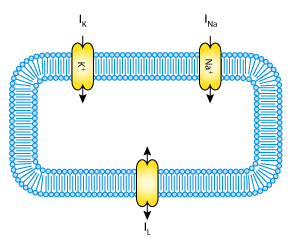 I_K I_Na
K⁺ Na⁺
I_L